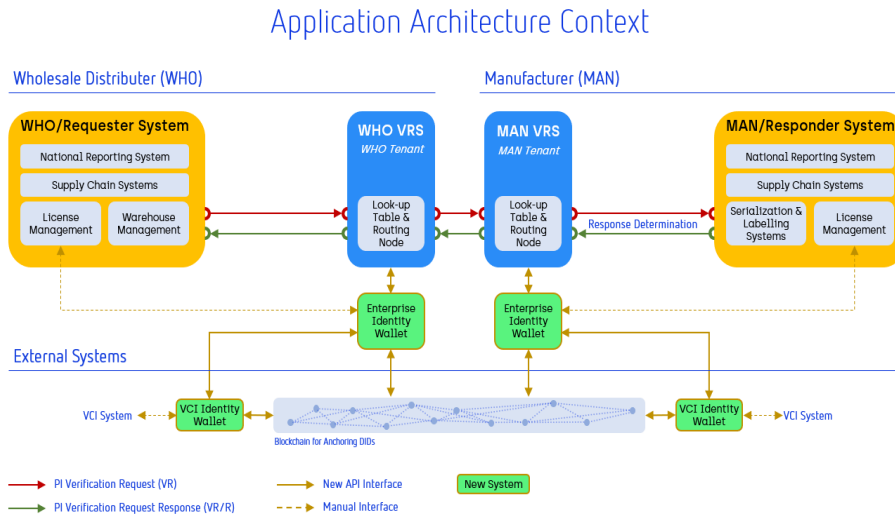 Application Architecture Context
Wholesale Distributer (WHO)
Manufacturer (MAN)
WHO/Requester System
National Reporting System
Supply Chain Systems
License
Management
Warehouse
Management
WHO VRS
WHO Tenant
Look-up
Table &
Routing
Node
MAN VRS
MAN Tenant
Look-up
Table &
Routing
Node
Response Determination
MAN/Responder System
National Reporting System
Supply Chain Systems
Serialization &
Labelling
Systems
License
Management
Enterprise
Identity
Wallet
Enterprise
Identity
Wallet
External Systems
VCI System
VCI Identity
Wallet
Blockchain for Anchoring DIDs
VCI Identity
Wallet
VCI System
PI Verification Request (VR)
New API Interface
New System
PI Verification Request Response (VR/R)
Manual Interface